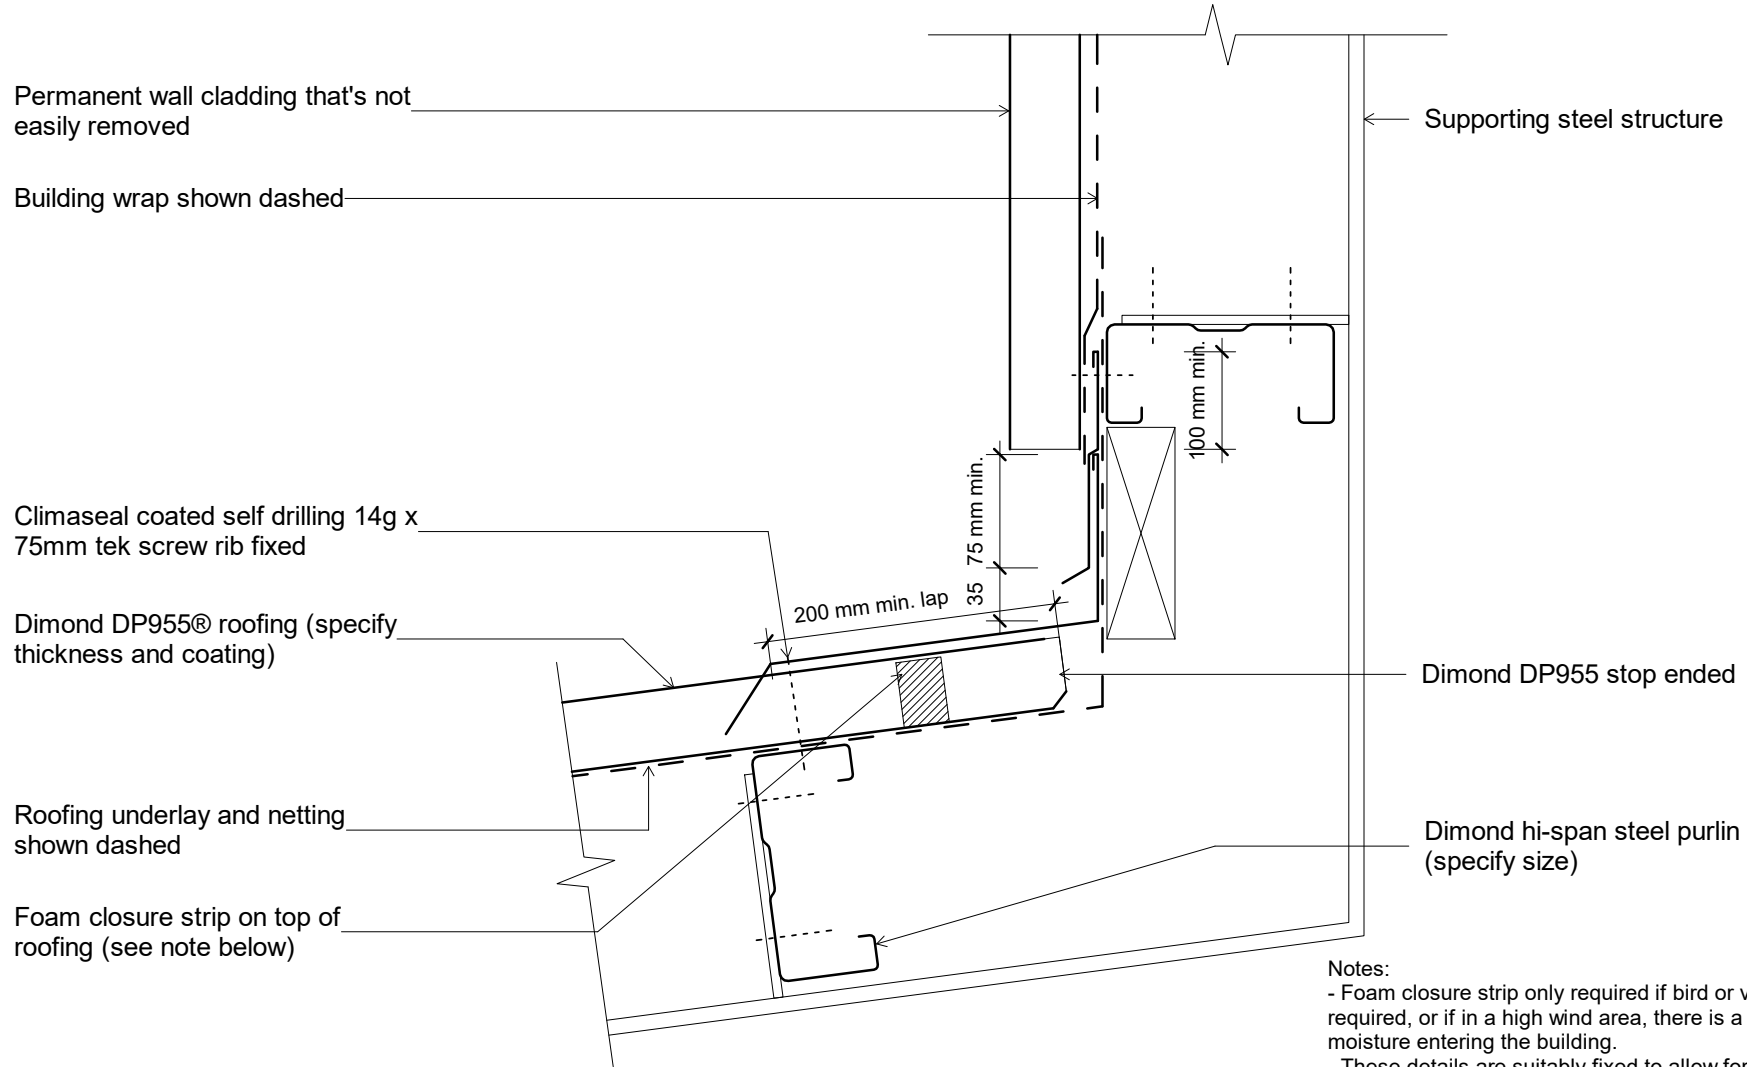 Permanent wall cladding that's not
easily removed
Supporting steel structure
Building wrap shown dashed
100 mm min.
75 mm min.
35
200 mm min. lap
Climaseal coated self drilling 14g x
75mm tek screw rib fixed
Dimond DP955® roofing (specify
thickness and coating)
Dimond DP955 stop ended
Roofing underlay and netting
shown dashed
Dimond hi-span steel purlin
(specify size)
Foam closure strip on top of
roofing (see note below)
Notes:
- Foam closure strip only required if bird or
required, or if in a high wind area, there is a
moisture entering the building.
These details are suitably fixed to allow for